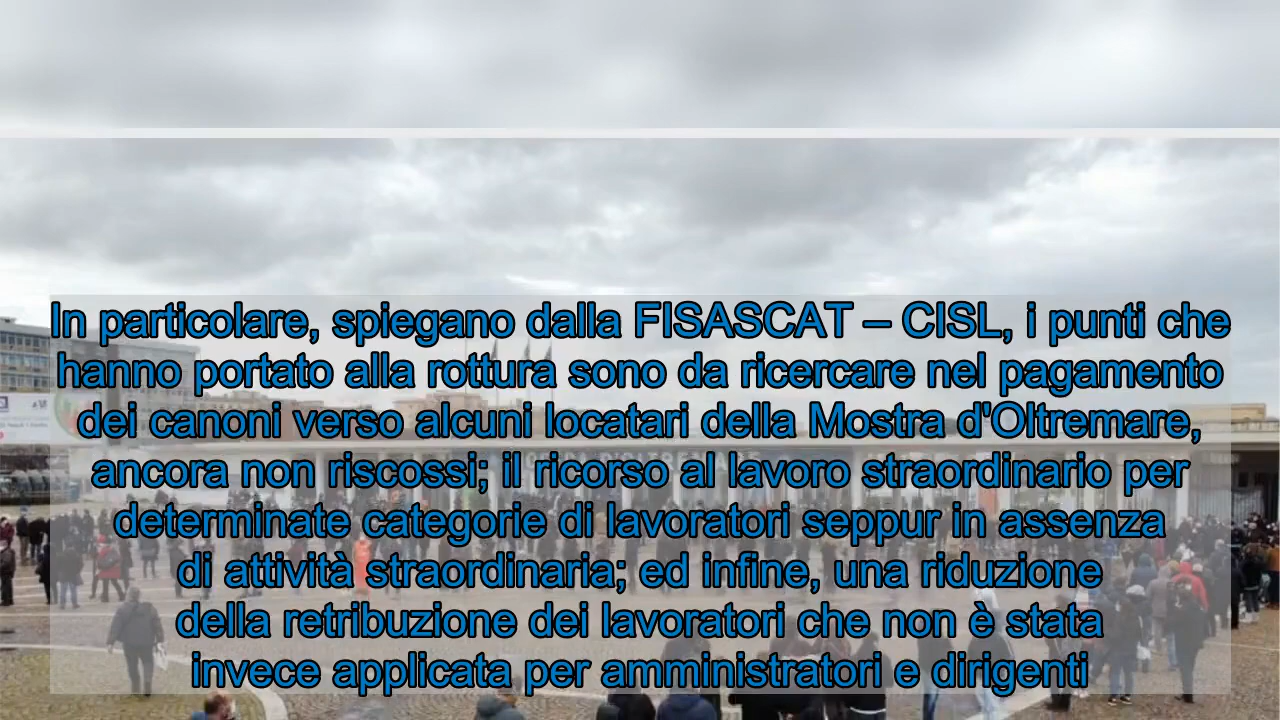 In particolare, spiegano dalla FISASCAT – CISL, i punti che
hanno portato alla rottura sono da ricercare nel pagamento
dei canoni verso alcuni locatari della Mostra d'Oltremare,
ancora non riscossi; il ricorso al lavoro straordinario per
determinate categorie di lavoratori seppur in assenza
di attività straordinaria; ed infine, una riduzione
della retribuzione dei lavoratori che non è stata
invece applicata per amministratori e dirigenti